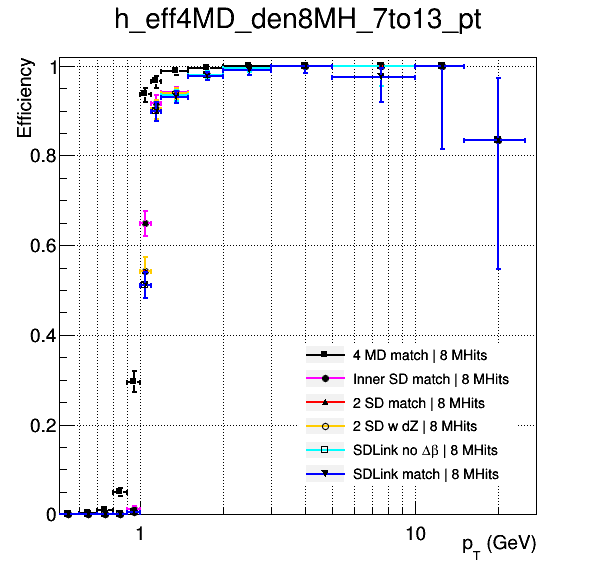 h_eff4MD_den8MH_7to13_pt
Efficiency
1
0.8
0.6
0.4
0.2
0
4 MD match | 8 MHits
Inner SD match | 8 MHits
2 SD match | 8 MHits
2 SD w dZ | 8 MHits
SDLink no Δβ | 8 MHits
SDLink match | 8 MHits
1
10
p_T (GeV)